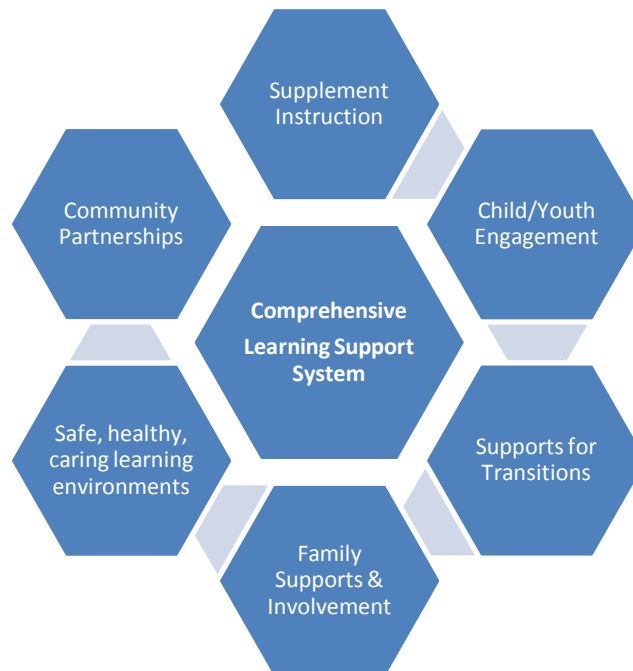 Supplement
Instruction
Community
Partnerships
Child/Youth
Engagement
Comprehensive
Learning Support
System
Safe, healthy,
caring learning
environments
Supports for
Transitions
Family
Supports &
Involvement